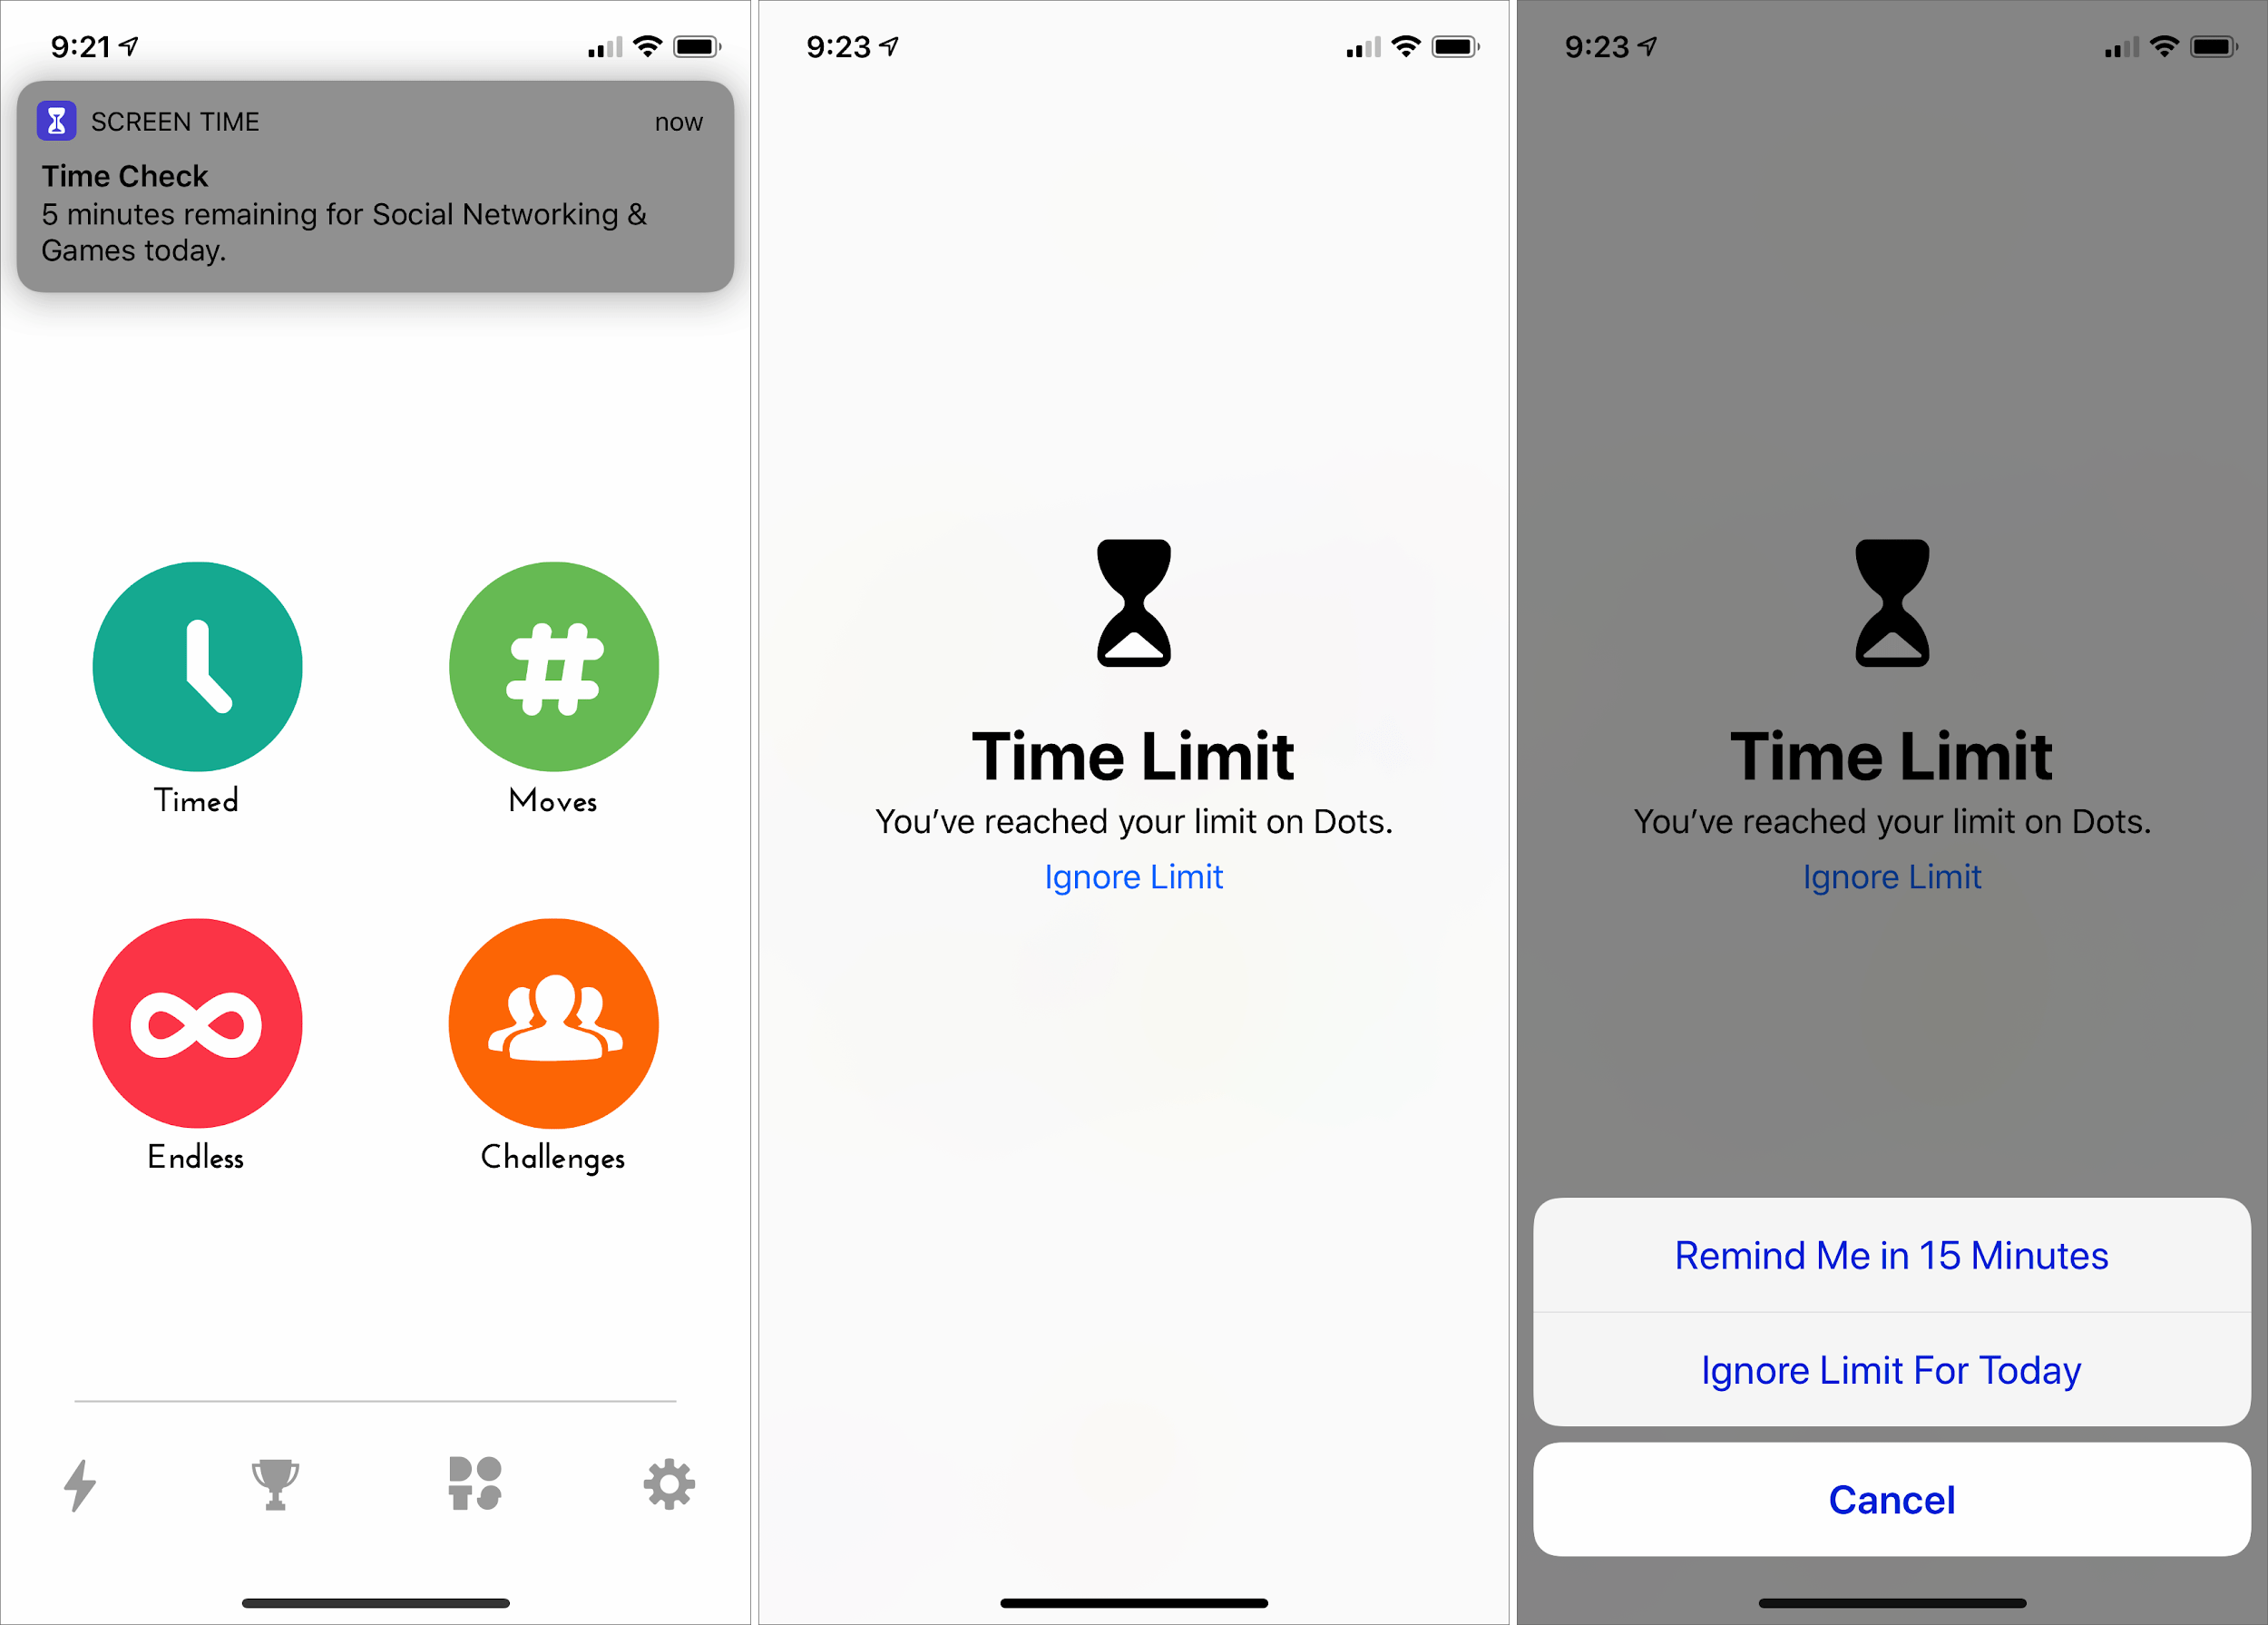 9:21
SCREEN TIME now
Time Check
5 minutes remaining for Social Networking &
Games today.
Timed Moves
Endless Challenges
DOTS
9:23
Time Limit
You’ve reached your limit on Dots.
Ignore Limit
9:23
Time Limit
You’ve reached your limit on Dots.
Ignore Limit
Remind Me in 15 Minutes
Ignore Limit For Today
Cancel